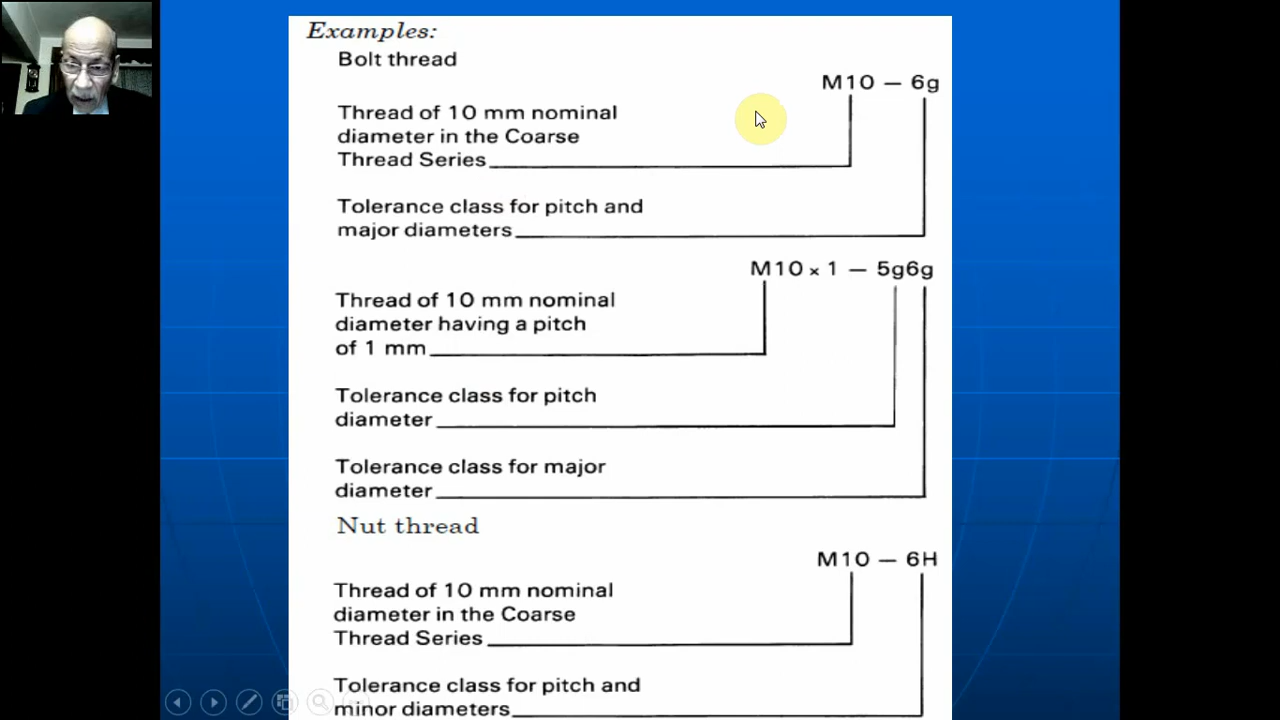 Examples:
Bolt thread
M10 – 6g
Thread of 10 mm nominal
diameter in the Coarse
Thread Series
Tolerance class for pitch and
major diameters
M10 × 1 – 5g6g
Thread of 10 mm nominal
diameter having a pitch
of 1 mm
Tolerance class for pitch
diameter
Tolerance class for major
diameter
Nut thread
M10 – 6H
Thread of 10 mm nominal
diameter in the Coarse
Thread Series
Tolerance class for pitch and
minor diameters